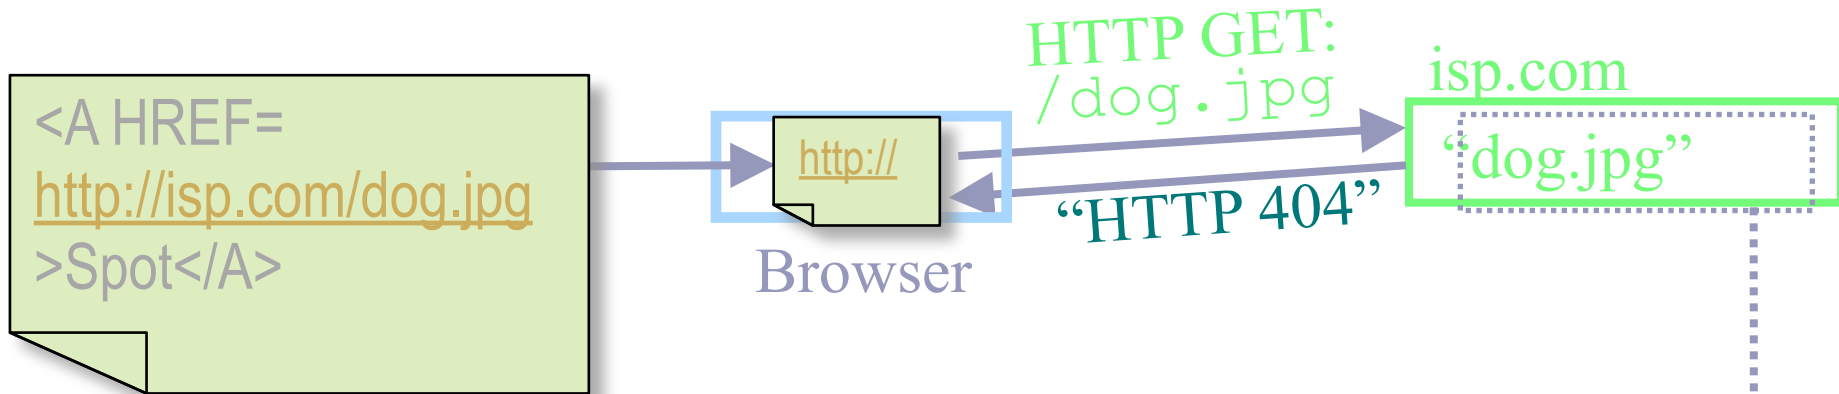 <A HREF=
http://isp.com/dog.jpg
>Spot</A>
http://
Browser
HTTP GET:
/dog.jpg
“HTTP 404”
isp.com
“dog.jpg”